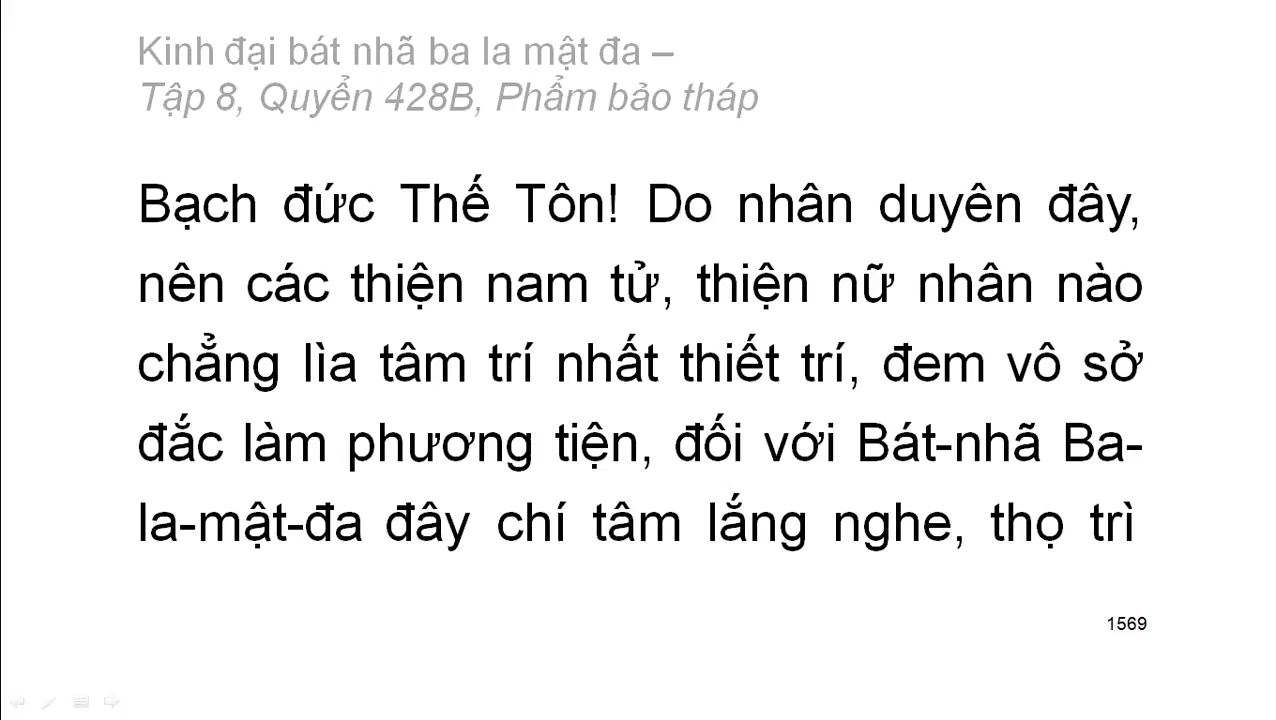 Kinh đại bát nhã ba la mật đa –
Tập 8, Quyển 428B, Phẩm bảo tháp
Bạch đức Thế Tôn! Do nhân duyên đây,
nên các thiện nam tử, thiện nữ nhân nào
chẳng lìa tâm trí nhất thiết trí, đem vô sở
đắc làm phương tiện, đối với Bát-nhã Ba-
la-mật-đa đây chí tâm lắng nghe, thọ trì
1569